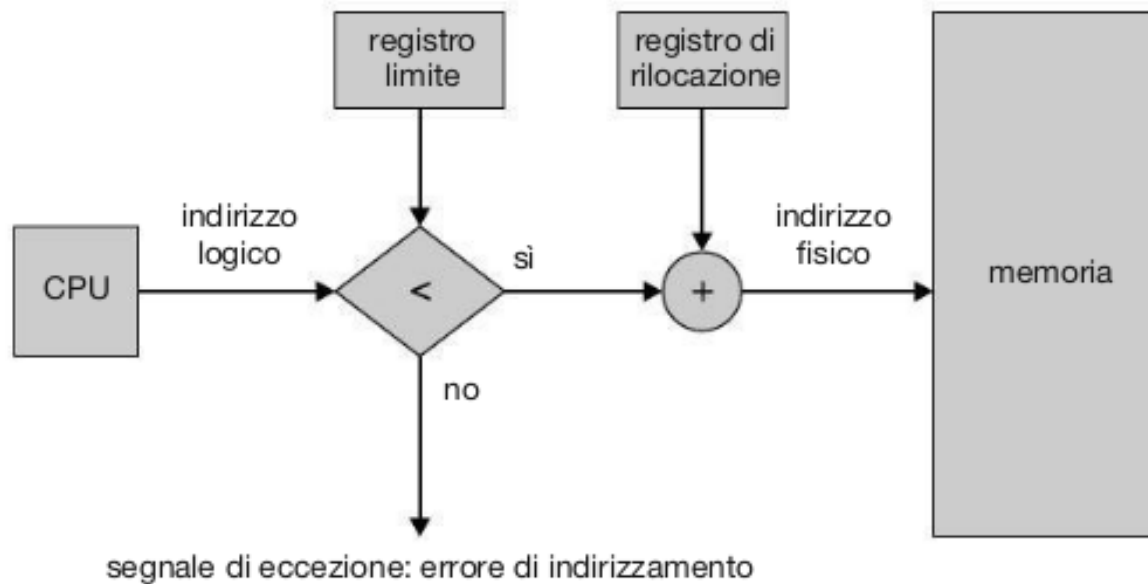 registro
limite
registro di
rilocazione
indirizzo
logico
sì
indirizzo
fisico
CPU
<
+
memoria
no
segnale di eccezione: errore di indirizzamento